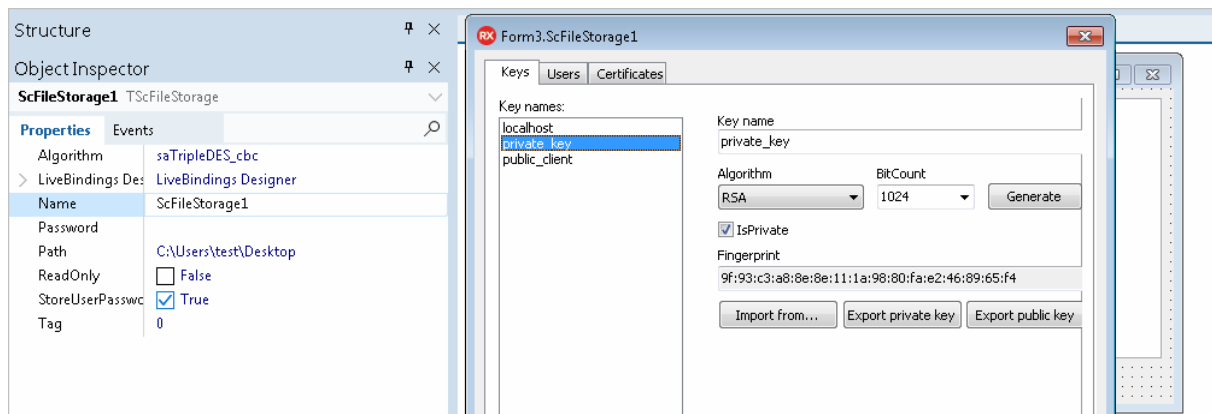 Structure
Object Inspector
ScFileStorage1 TScFileStorage
Properties Events
Algorithm saTripleDES_cbc
LiveBindings Des LiveBindings Designer
Name ScFileStorage1
Password
Path C:\Users\test\Desktop
ReadOnly False
StoreUserPasswc True
Tag 0
RX Form3.ScFileStorage1
Keys Users Certificates
Key names:
localhost
private_key
public_client
Key name
private_key
Algorithm BitCount
RSA 1024 Generate
IsPrivate
Fingerprint
9f:93:c3:a8:8e:8e:11:1a:98:80:fa:e2:46:89:65:f4
Import from... Export private key Export public key